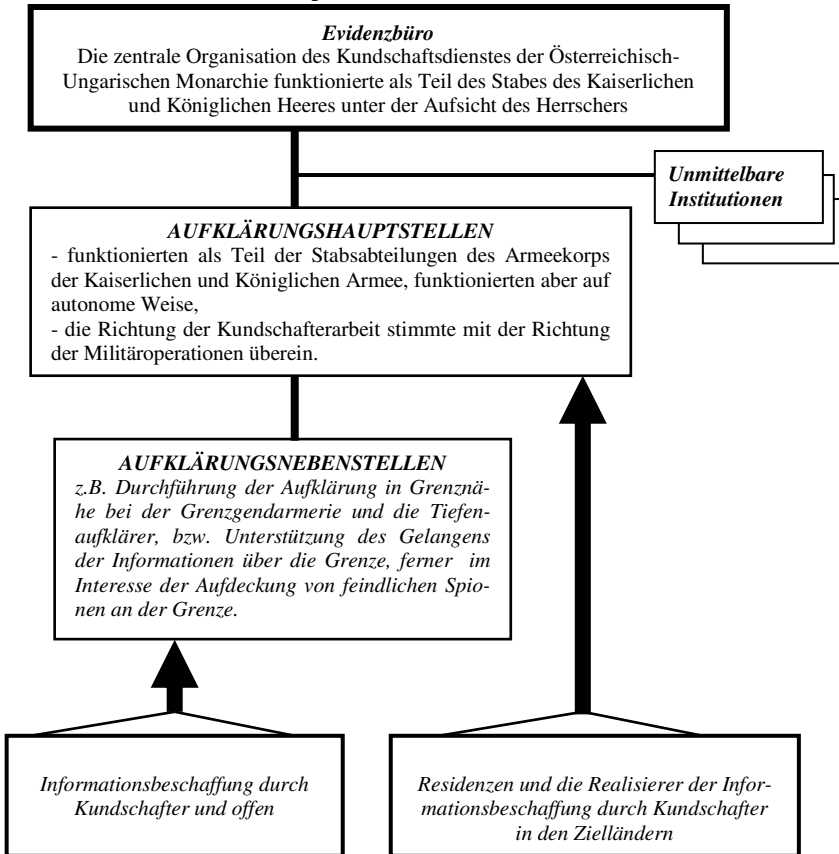 Evidenzbüro
Die zentrale Organisation des Kundschaftsdienstes der Österreichisch-
Ungarischen Monarchie funktionierte als Teil des Stabes des Kaiserlichen
und Königlichen Heeres unter der Aufsicht des Herrschers
Unmittelbare
Institutionen
AUFKLÄRUNGSHAUPTSTELLEN
- funktionierten als Teil der Stabsabteilungen des Armeekorps
der Kaiserlichen und Königlichen Armee, funktionierten aber auf
autonome Weise,
- die Richtung der Kundschafterarbeit stimmte mit der Richtung
der Militäroperationen überein.
AUFKLÄRUNGSNEBENSTELLEN
z.B. Durchführung der Aufklärung in Grenznä-
he bei der Grenzgendarmerie und die Tiefen-
aufklärer, bzw. Unterstützung des Gelangens
der Informationen über die Grenze, ferner im
Interesse der Aufdeckung von feindlichen Spio-
nen an der Grenze.
Informationsbeschaffung durch
Kundschafter und offen
Residenzen und die Realisierer der Infor-
mationsbeschaffung durch Kundschafter
in den Zielländern